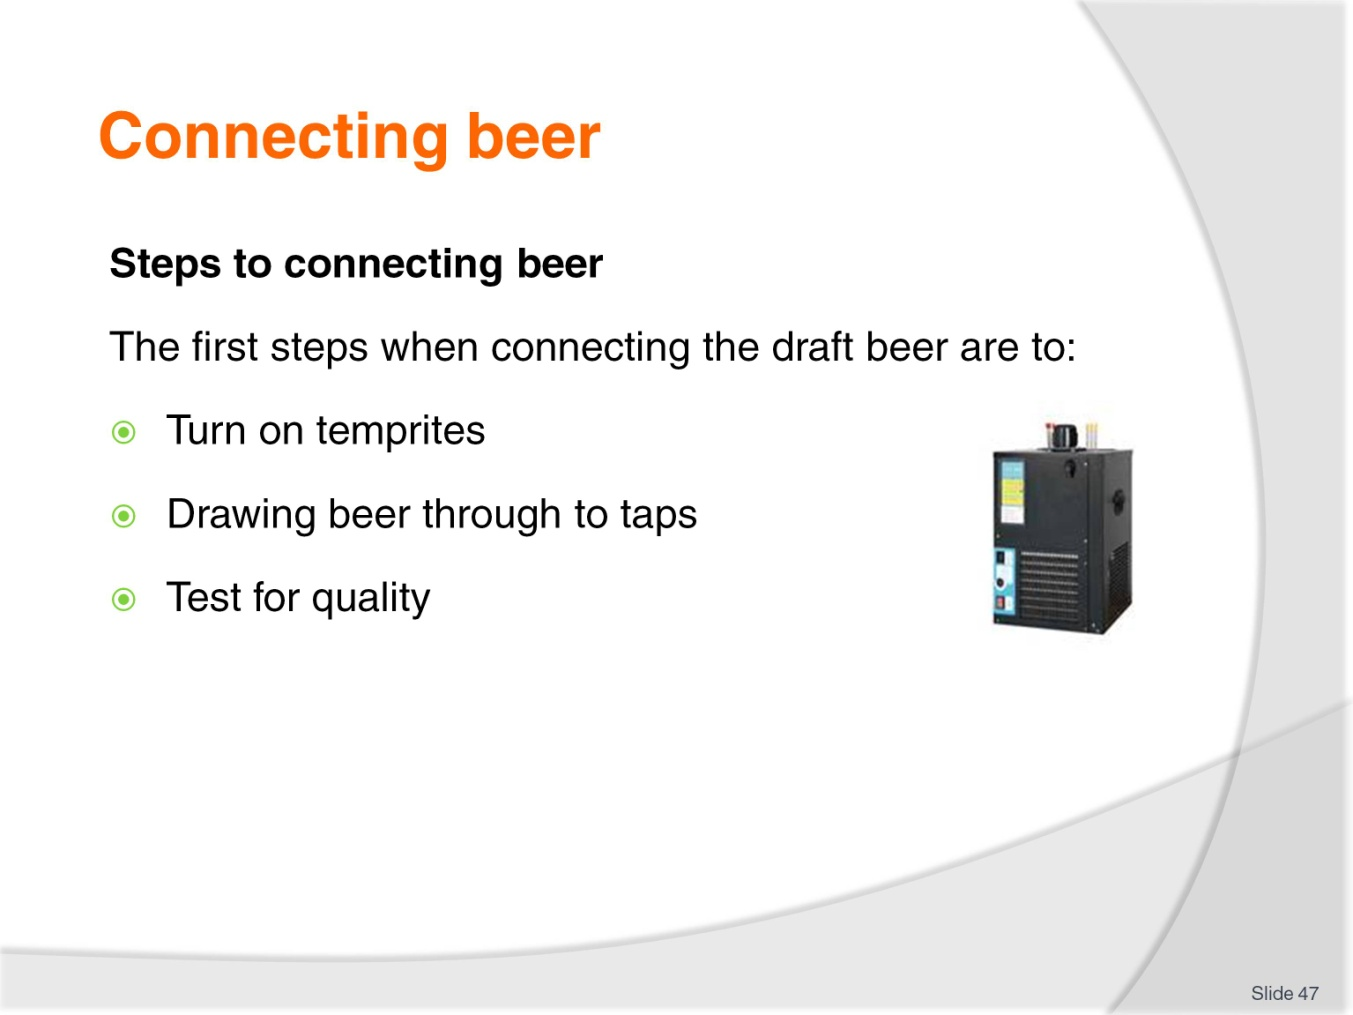 Connecting beer
Steps to connecting beer
The first steps when connecting the draft beer are to:
Turn on temprites
Drawing beer through to taps
Test for quality
Slide 47